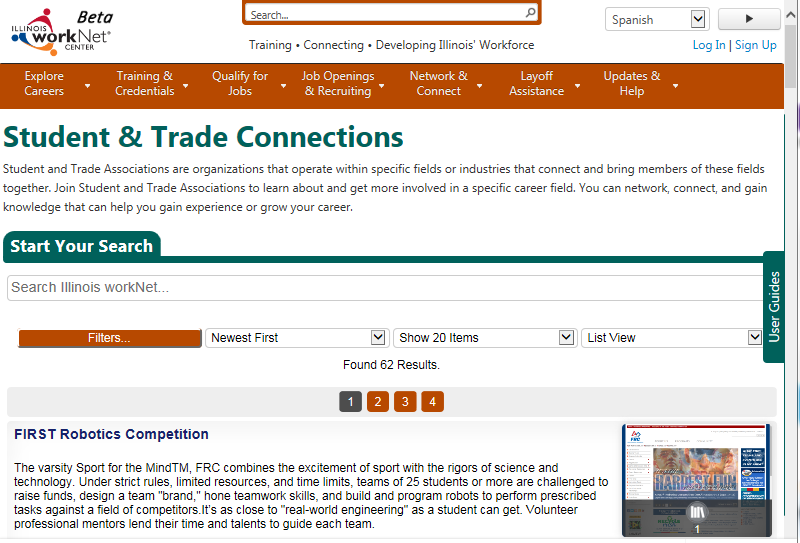 Beta
ILLINOIS
workNet®
CENTER
Search...
Spanish
Training • Connecting • Developing Illinois' Workforce
Log In | Sign Up
Explore Careers
Training & Credentials
Qualify for Jobs
Job Openings & Recruiting
Network & Connect
Layoff Assistance
Updates & Help
Student & Trade Connections
Student and Trade Associations are organizations that operate within specific fields or industries that connect and bring members of these fields
together. Join Student and Trade Associations to learn about and get more involved in a specific career field. You can network, connect, and gain
knowledge that can help you gain experience or grow your career.
Start Your Search
Search Illinois workNet...
User Guides
Filters...
Newest First
Show 20 Items
List View
Found 62 Results.
1 2 3 4
FIRST Robotics Competition
The varsity Sport for the MindTM, FRC combines the excitement of sport with the rigors of science and
technology. Under strict rules, limited resources, and time limits, teams of 25 students or more are challenged to
raise funds, design a team "brand," hone teamwork skills, and build and program robots to perform prescribed
tasks against a field of competitors.It's as close to "real-world engineering" as a student can get. Volunteer
professional mentors lend their time and talents to guide each team.
FRC
HARDEST FUN
1